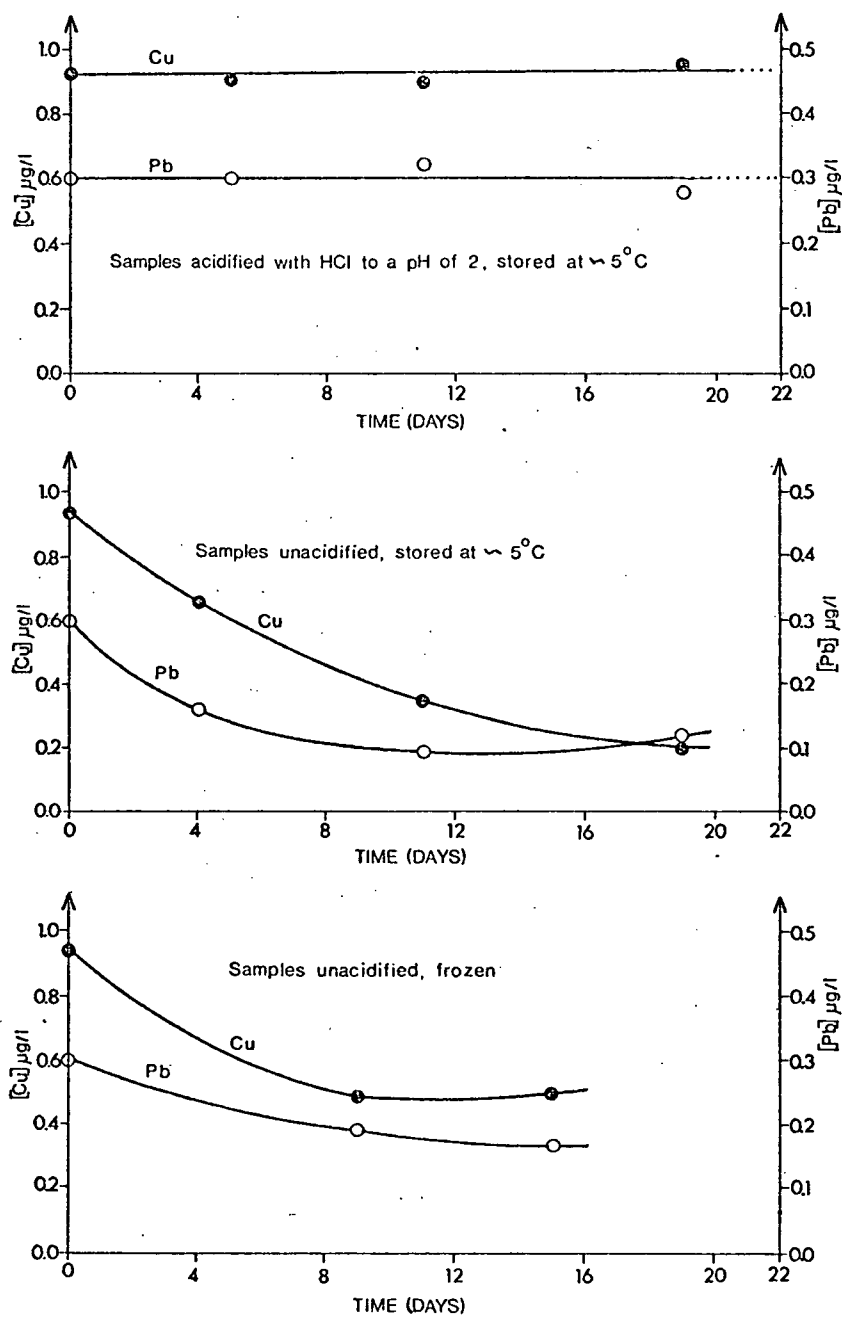 1.0
0.8
0.6
0.4
0.2
0.0
[Cu] µg/l
Cu
Pb
Samples acidified with HCl to a pH of 2, stored at ~ 5°C
0.5
0.4
0.3
0.2
0.1
0.0
[Pb] µg/l
0 4 8 12 16 20 22
TIME (DAYS)
1.0
0.8
0.6
0.4
0.2
0.0
[Cu] µg/l
Samples unacidified, stored at ~ 5°C
Cu
Pb
0.5
0.4
0.3
0.2
0.1
0.0
[Pb] µg/l
0 4 8 12 16 20 22
TIME (DAYS)
1.0
0.8
0.6
0.4
0.2
0.0
[Cu] µg/l
Samples unacidified, frozen
Cu
Pb
0.5
0.4
0.3
0.2
0.1
0.0
[Pb] µg/l
0 4 8 12 16 20 22
TIME (DAYS)